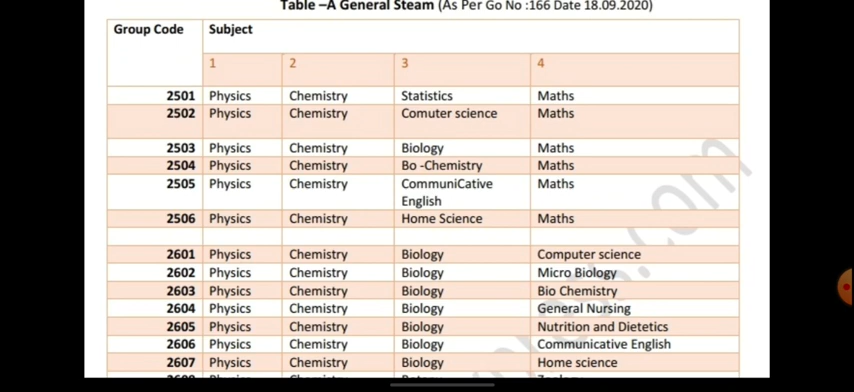 Table –A General Steam (As Per Go No :166 Date 18.09.2020)
Group Code Subject
1 2 3 4
2501 Physics Chemistry Statistics Maths
2502 Physics Chemistry Comuter science Maths
2503 Physics Chemistry Biology Maths
2504 Physics Chemistry Bo -Chemistry Maths
2505 Physics Chemistry CommuniCative Maths
English
2506 Physics Chemistry Home Science Maths
2601 Physics Chemistry Biology Computer science
2602 Physics Chemistry Biology Micro Biology
2603 Physics Chemistry Biology Bio Chemistry
2604 Physics Chemistry Biology General Nursing
2605 Physics Chemistry Biology Nutrition and Dietetics
2606 Physics Chemistry Biology Communicative English
2607 Physics Chemistry Biology Home science